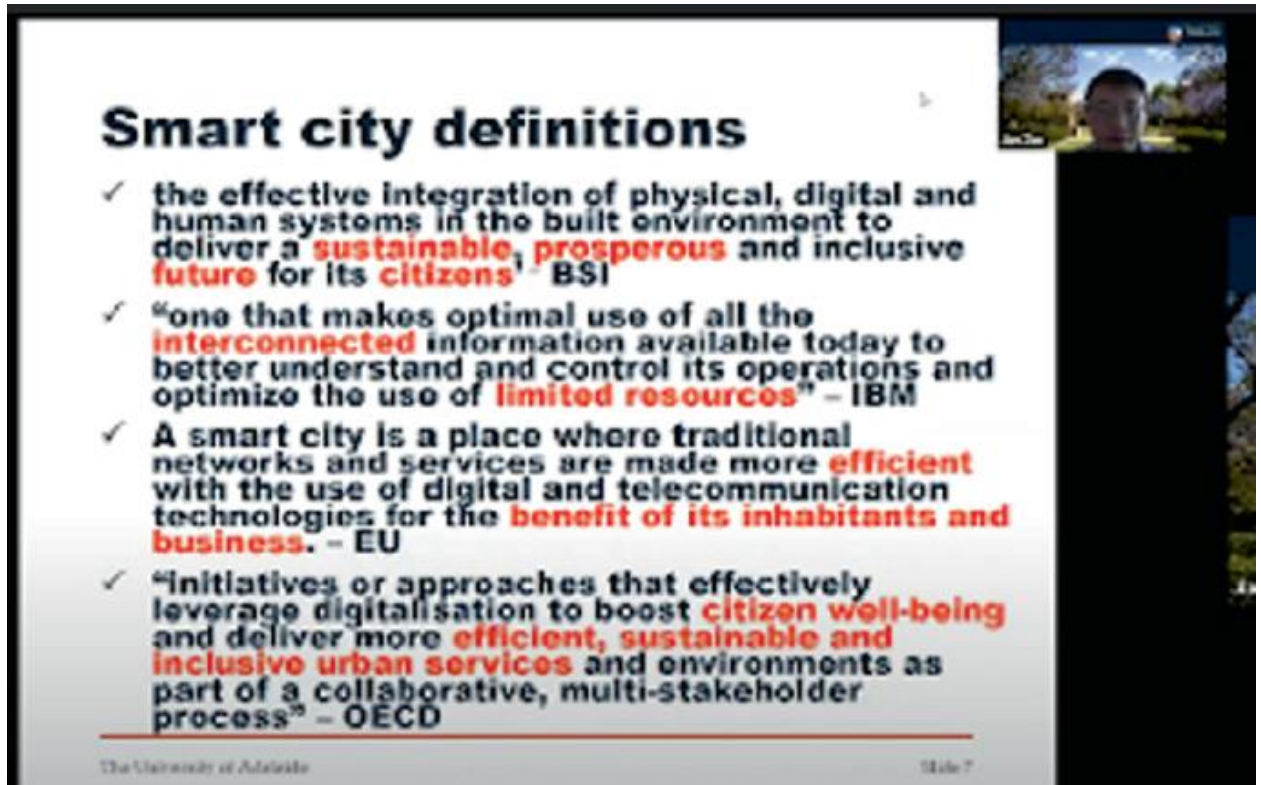 Smart city definitions
✓ the effective integration of physical, digital and
human systems in the built environment to
deliver a sustainable, prosperous and inclusive
future for its citizens' - BSI
✓ “one that makes optimal use of all the
interconnected information available today to
better understand and control its operations and
optimize the use of limited resources” – IBM
✓ A smart city is a place where traditional
networks and services are made more efficient
with the use of digital and telecommunication
technologies for the benefit of its inhabitants and
business. – EU
✓ “initiatives or approaches that effectively
leverage digitalisation to boost citizen well-being
and deliver more efficient, sustainable and
inclusive urban services and environments as
part of a collaborative, multi-stakeholder
process” – OECD
The University of Adelaide
Slide 7